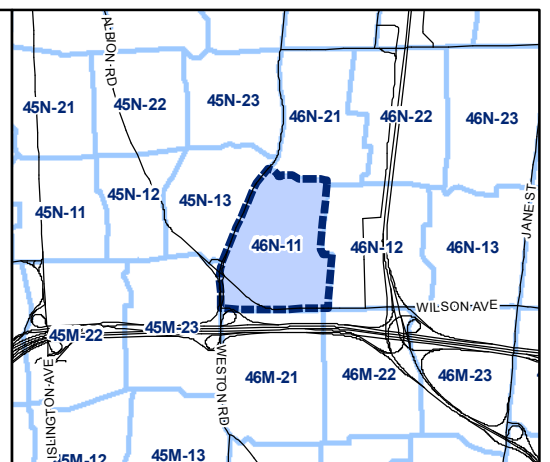 ALBION RD
45N-21
45N-22
45N-23
46N-21
46N-22
46N-23
45N-11
45N-12
45N-13
46N-11
46N-12
46N-13
JANE ST
WILSON AVE
45M-22
45M-23
ISLINGTON AVE
WESTON RD
46M-21
46M-22
46M-23
45M-13